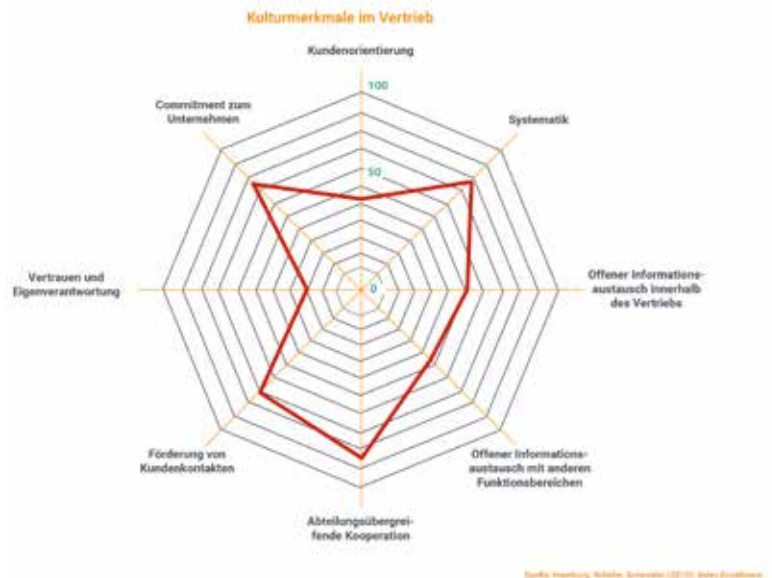 Kulturmerkmale im Vertrieb
Kundenorientierung
100
Commitment zum
Unternehmen
Systematik
50
Vertrauen und
Eigenverantwortung
0
Offener Informations-
austausch innerhalb
des Vertriebs
Förderung von
Kundenkontakten
Offener Informations-
austausch mit anderen
Funktionsbereichen
Abteilungsübergrei-
fende Kooperation